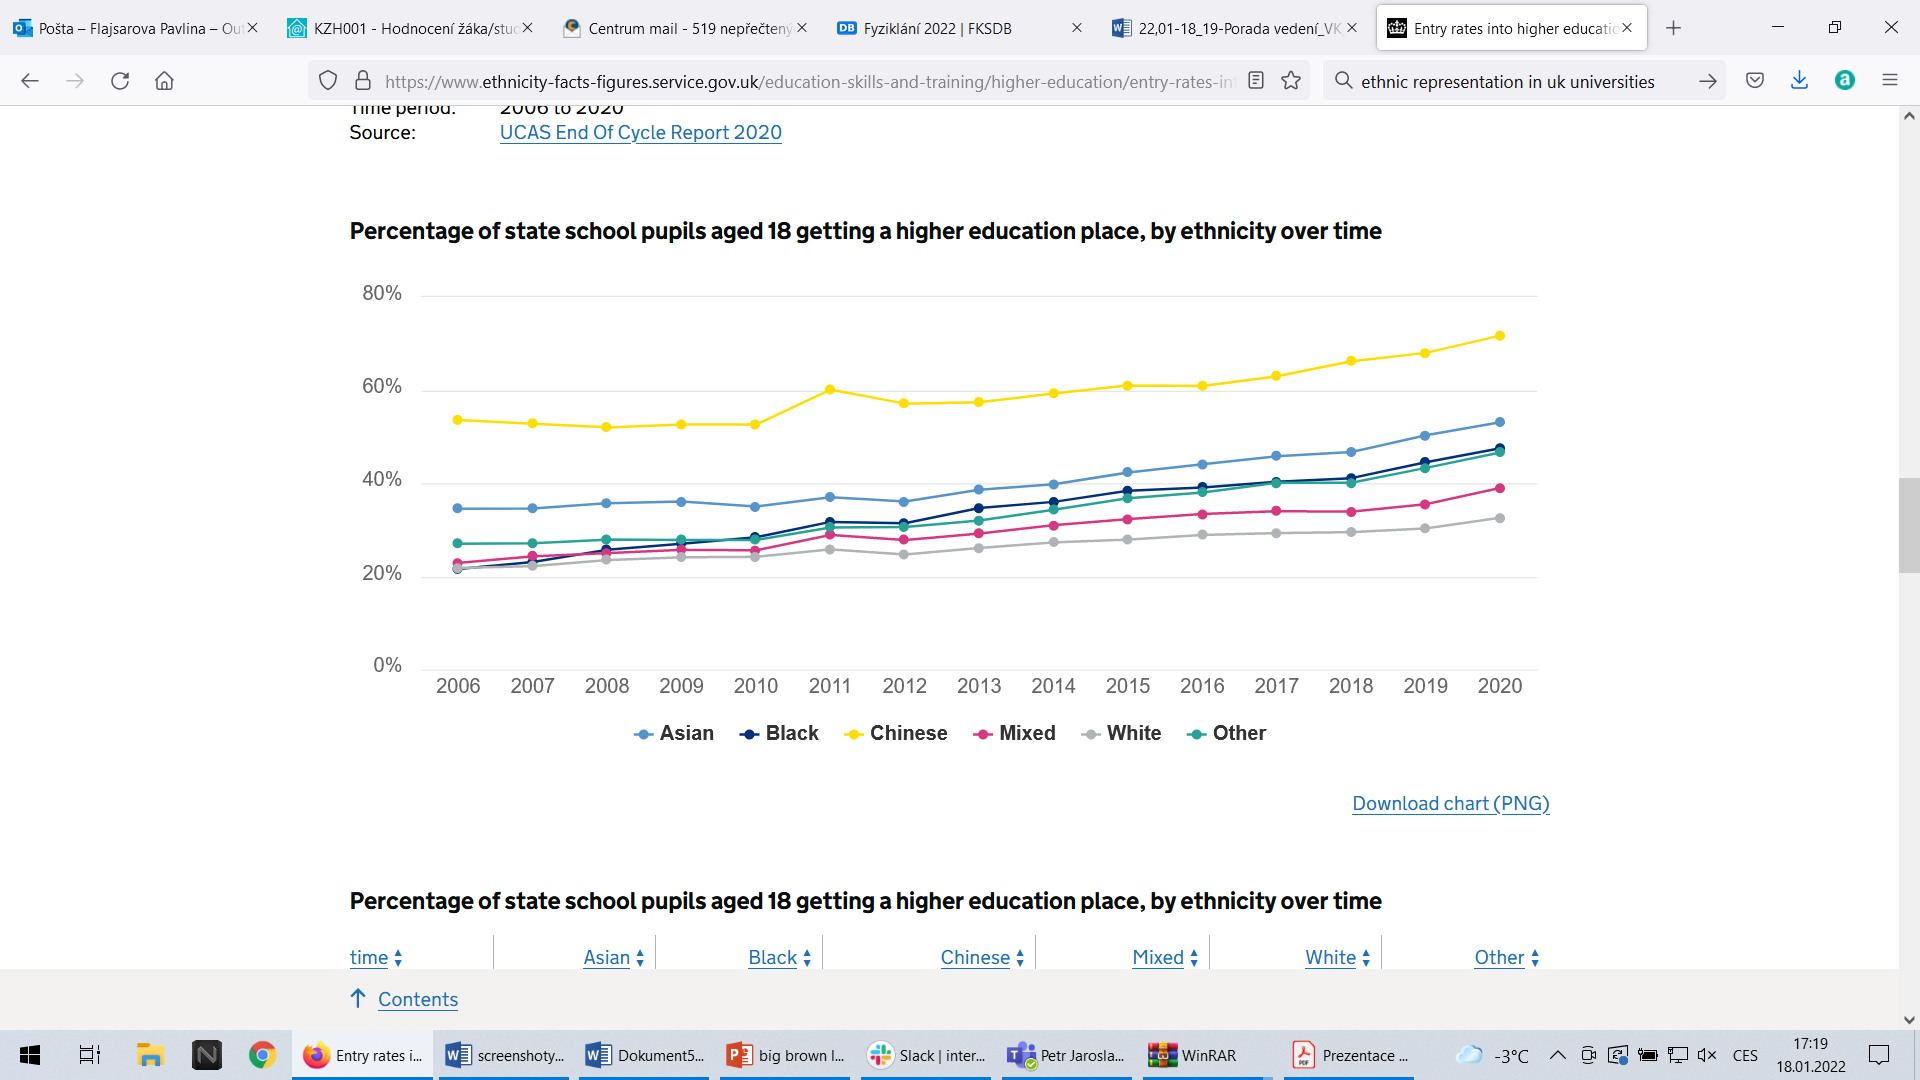 Pošta – Flajsarova Pavlina – Out
KZH001 - Hodnocení žáka/stud
Centrum mail - 519 nepřečtený
DB Fyziklání 2022 | FKSDB
22,01-18_19-Porada vedení_VK
Entry rates into higher educatio
https://www.ethnicity-facts-figures.service.gov.uk/education-skills-and-training/higher-education/entry-rates-int
ethnic representation in uk universities
Time period: 2006 to 2020
Source: UCAS End Of Cycle Report 2020
Percentage of state school pupils aged 18 getting a higher education place, by ethnicity over time
80%
60%
40%
20%
0%
2006 2007 2008 2009 2010 2011 2012 2013 2014 2015 2016 2017 2018 2019 2020
Asian Black Chinese Mixed White Other
Download chart (PNG)
Percentage of state school pupils aged 18 getting a higher education place, by ethnicity over time
time Asian Black Chinese Mixed White Other
Contents
Entry rates i...
screenshoty...
Dokument5...
big brown l...
Slack | inter...
Petr Jarosla...
WinRAR
Prezentace ...
-3°C
CES
17:19
18.01.2022